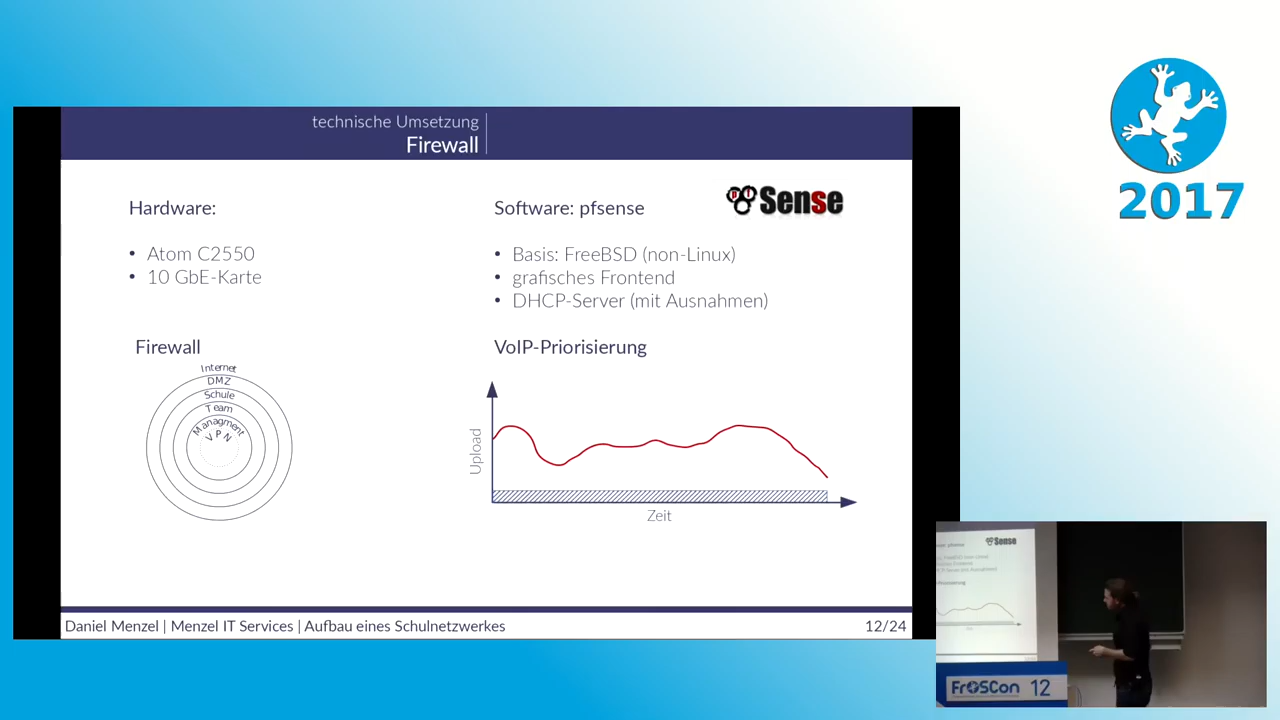 technische Umsetzung
Firewall
Hardware:
• Atom C2550
• 10 GbE-Karte
Software: pfsense
pf Sense
• Basis: FreeBSD (non-Linux)
• grafisches Frontend
• DHCP-Server (mit Ausnahmen)
Firewall
Internet
DMZ
Schule
Team
Managment
VPN
VoIP-Priorisierung
Upload
Zeit
Daniel Menzel | Menzel IT Services | Aufbau eines Schulnetzwerkes
12/24
2017
Sense
FrOSCon 12